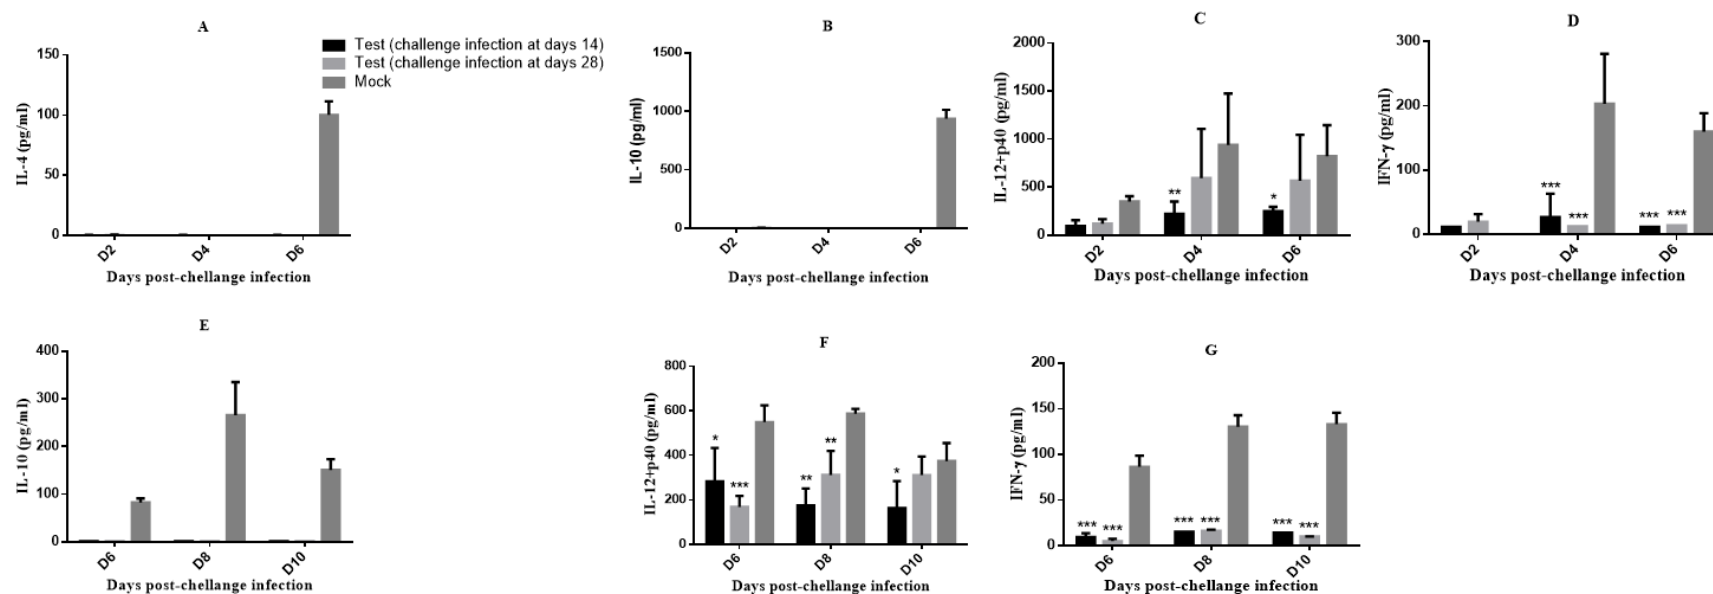 A
IL-4 (pg/ml)
150
100
50
0
D2 D4 D6
Days post-chellange infection
Test (challenge infection at days 14)
Test (challenge infection at days 28)
Mock
B
IL-10 (pg/ml)
1500
1000
500
0
D2 D4 D6
Days post-chellange infection
C
IL-12+p40 (pg/ml)
2000
1500
1000
500
0
** *
D2 D4 D6
Days post-chellange infection
D
IFN-γ (pg/ml)
300
200
100
0
*** *** *** ***
D2 D4 D6
Days post-chellange infection
E
IL-10 (pg/ml)
400
300
200
100
0
D6 D8 D10
Days post-chellange infection
F
IL-12+p40 (pg/ml)
800
600
400
200
0
* *** ** ** *
D6 D8 D10
Days post-chellange infection
G
IFN-γ (pg/ml)
200
150
100
50
0
*** *** *** *** *** ***
D6 D8 D10
Days post-chellange infection